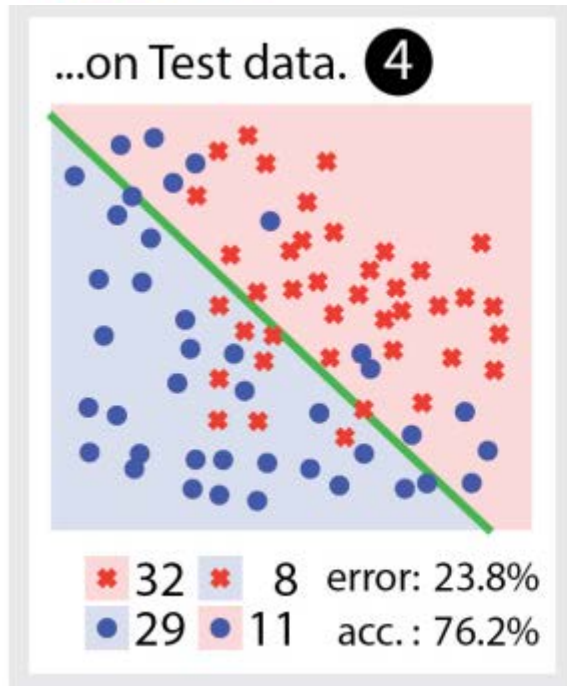 ...on Test data. 4
32 8 error: 23.8%
29 11 acc. : 76.2%